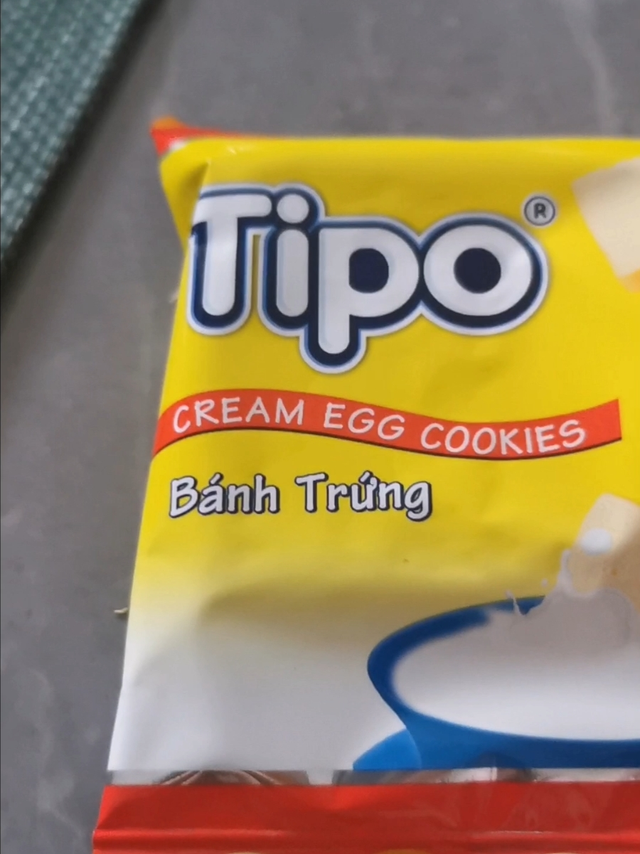 Tipo®
CREAM EGG COOKIES
Bánh Trứng